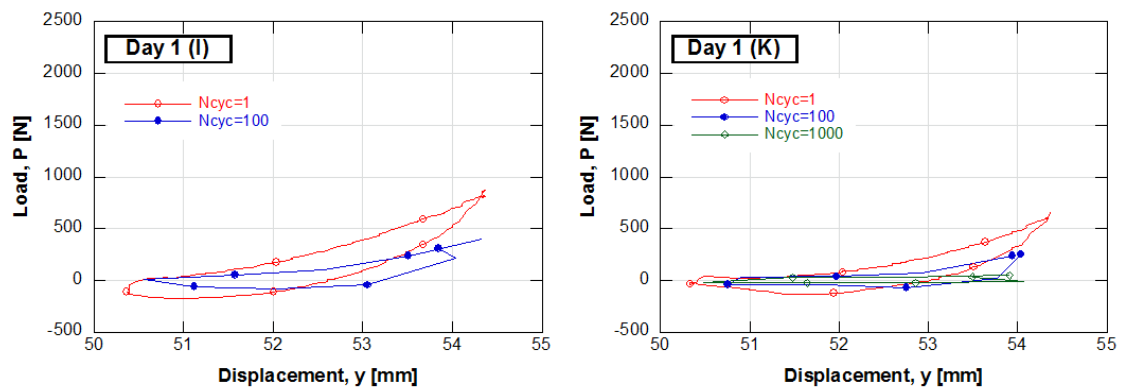 Day 1 (I)
Ncyc=1
Ncyc=100
Load, P [N]
2500
2000
1500
1000
500
0
-500
50
51
52
53
54
55
Displacement, y [mm]
Day 1 (K)
Ncyc=1
Ncyc=100
Ncyc=1000
Load, P [N]
2500
2000
1500
1000
500
0
-500
50
51
52
53
54
55
Displacement, y [mm]